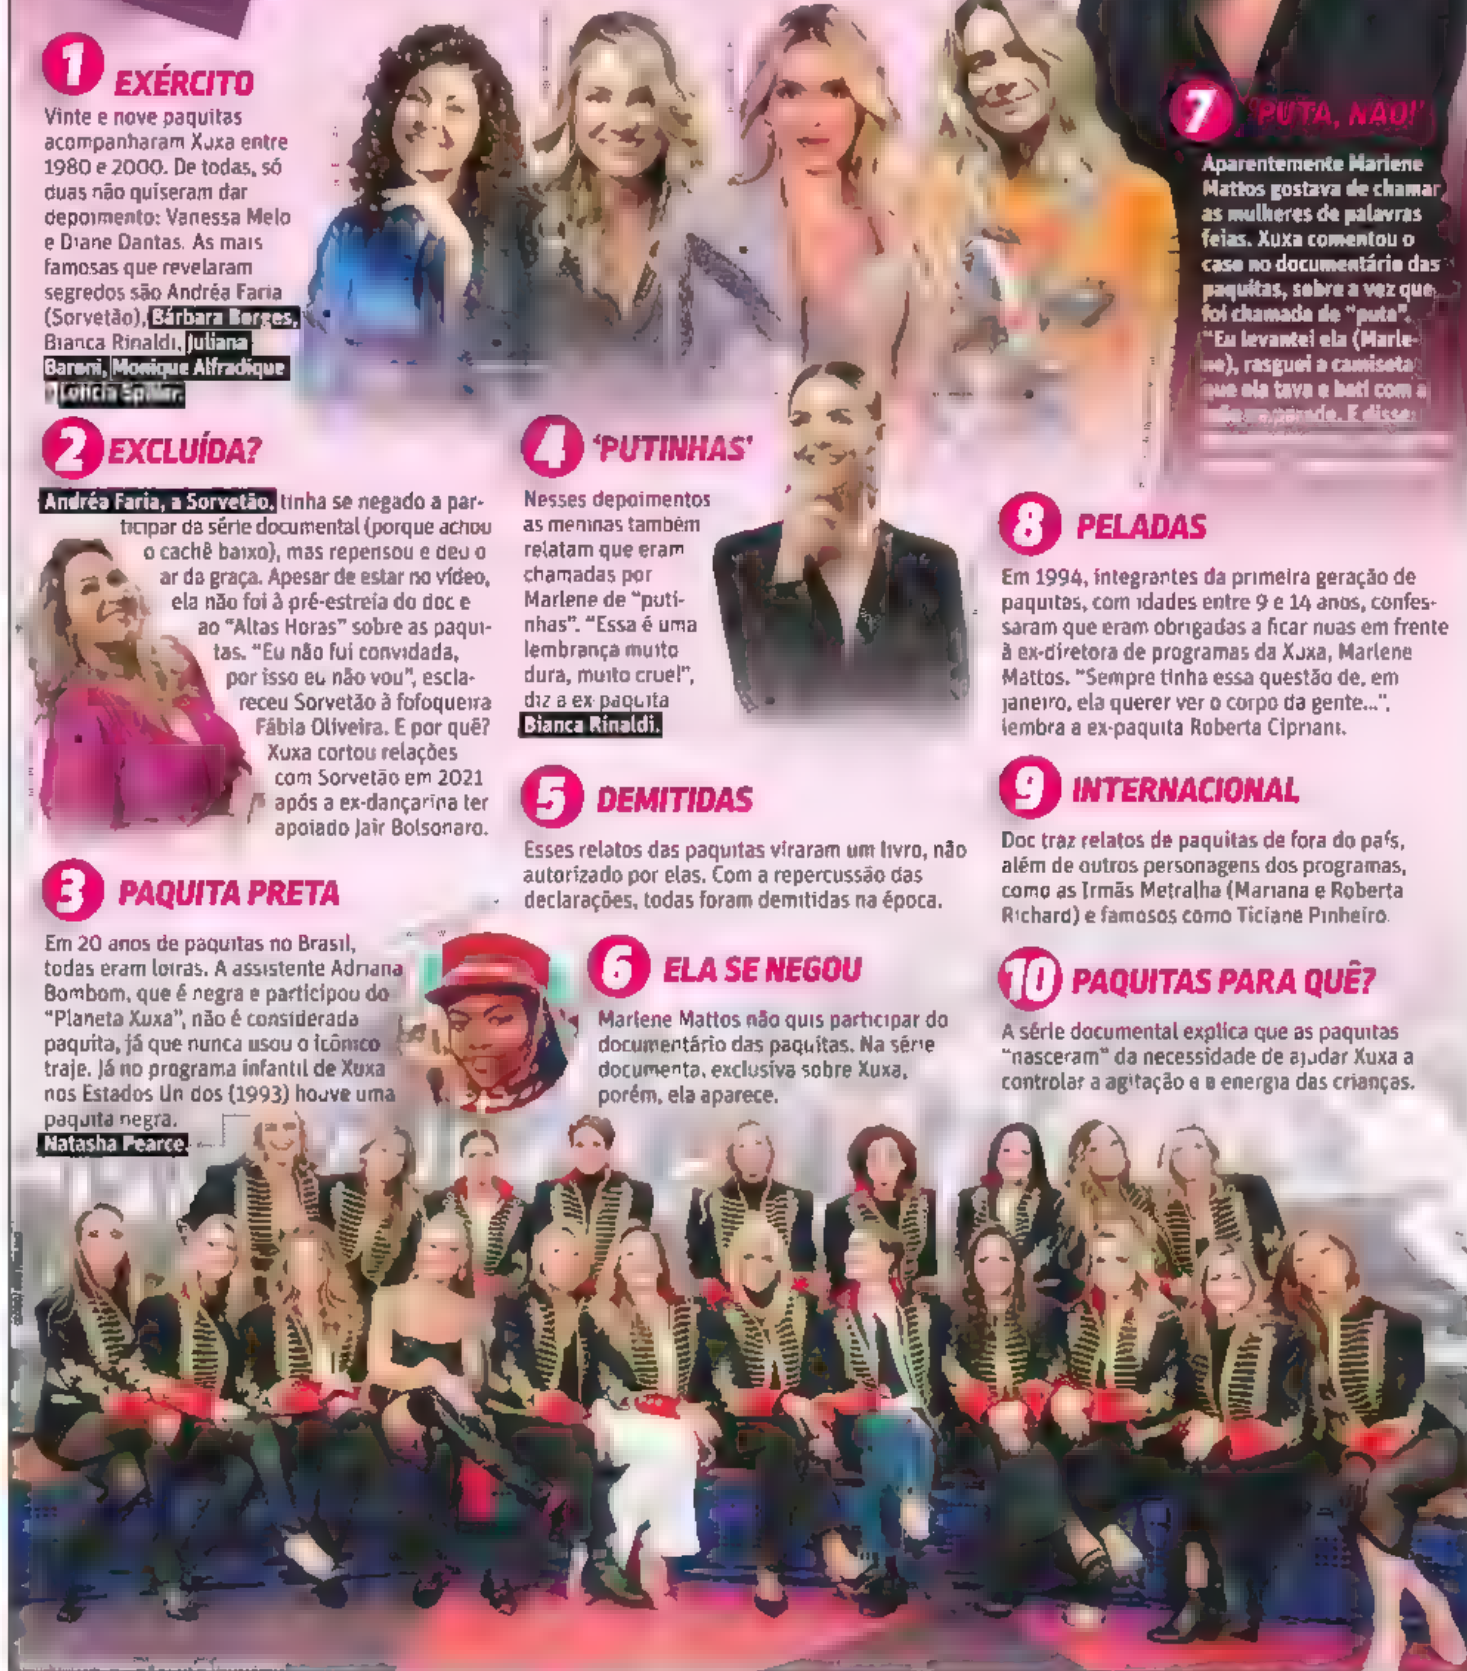 1 EXÉRCITO
Vinte e nove paquitas
acompanharam Xuxa entre
1980 e 2000. De todas, só
duas não quiseram dar
depoimento: Vanessa Melo
e Diane Dantas. As mais
famosas que revelaram
segredos são Andréa Faria
(Sorvetão), Bárbara Borges,
Bianca Rinaldi, Juliana
Baroni, Monique Alfradique
e Letícia Spiller.
2 EXCLUÍDA?
Andréa Faria, a Sorvetão, tinha se negado a par-
ticipar da série documental (porque achou
o cachê baixo), mas repensou e deu o
ar da graça. Apesar de estar no vídeo,
ela não foi à pré-estreia do doc e
ao “Altas Horas” sobre as paqui-
tas. “Eu não fui convidada,
por isso eu não vou”, escla-
receu Sorvetão à fofoqueira
Fábia Oliveira. E por quê?
Xuxa cortou relações
com Sorvetão em 2021
após a ex-dançarina ter
apoiado Jair Bolsonaro.
3 PAQUITA PRETA
Em 20 anos de paquitas no Brasil,
todas eram loiras. A assistente Adriana
Bombom, que é negra e participou do
“Planeta Xuxa”, não é considerada
paquita, já que nunca usou o icônico
traje. Já no programa infantil de Xuxa
nos Estados Unidos (1993) houve uma
paquita negra.
Natasha Pearce.
4 ‘PUTINHAS’
Nesses depoimentos
as meninas também
relatam que eram
chamadas por
Marlene de “puti-
nhas”. “Essa é uma
lembrança muito
dura, muito cruel”,
diz a ex-paquita
Bianca Rinaldi.
5 DEMITIDAS
Esses relatos das paquitas viraram um livro, não
autorizado por elas. Com a repercussão das
declarações, todas foram demitidas na época.
6 ELA SE NEGOU
Marlene Mattos não quis participar do
documentário das paquitas. Na série
documental exclusiva sobre Xuxa,
porém, ela aparece.
7 ‘PUTA, NÃO!’
Aparentemente Marlene
Mattos gostava de chamar
as mulheres de palavras
feias. Xuxa comentou o
caso no documentário das
paquitas, sobre a vez que
foi chamada de “puta”.
“Eu levantei ela (Marle-
ne), rasguei a camiseta
que ela tava e bati com a
E disse:
8 PELADAS
Em 1994, integrantes da primeira geração de
paquitas, com idades entre 9 e 14 anos, confes-
saram que eram obrigadas a ficar nuas em frente
à ex-diretora de programas da Xuxa, Marlene
Mattos. “Sempre tinha essa questão de, em
janeiro, ela querer ver o corpo da gente...”,
lembra a ex-paquita Roberta Cipriani.
9 INTERNACIONAL
Doc traz relatos de paquitas de fora do país,
além de outros personagens dos programas,
como as Irmãs Metralha (Mariana e Roberta
Richard) e famosos como Ticiane Pinheiro.
10 PAQUITAS PARA QUÊ?
A série documental explica que as paquitas
“nasceram” da necessidade de ajudar Xuxa a
controlar a agitação e a energia das crianças.